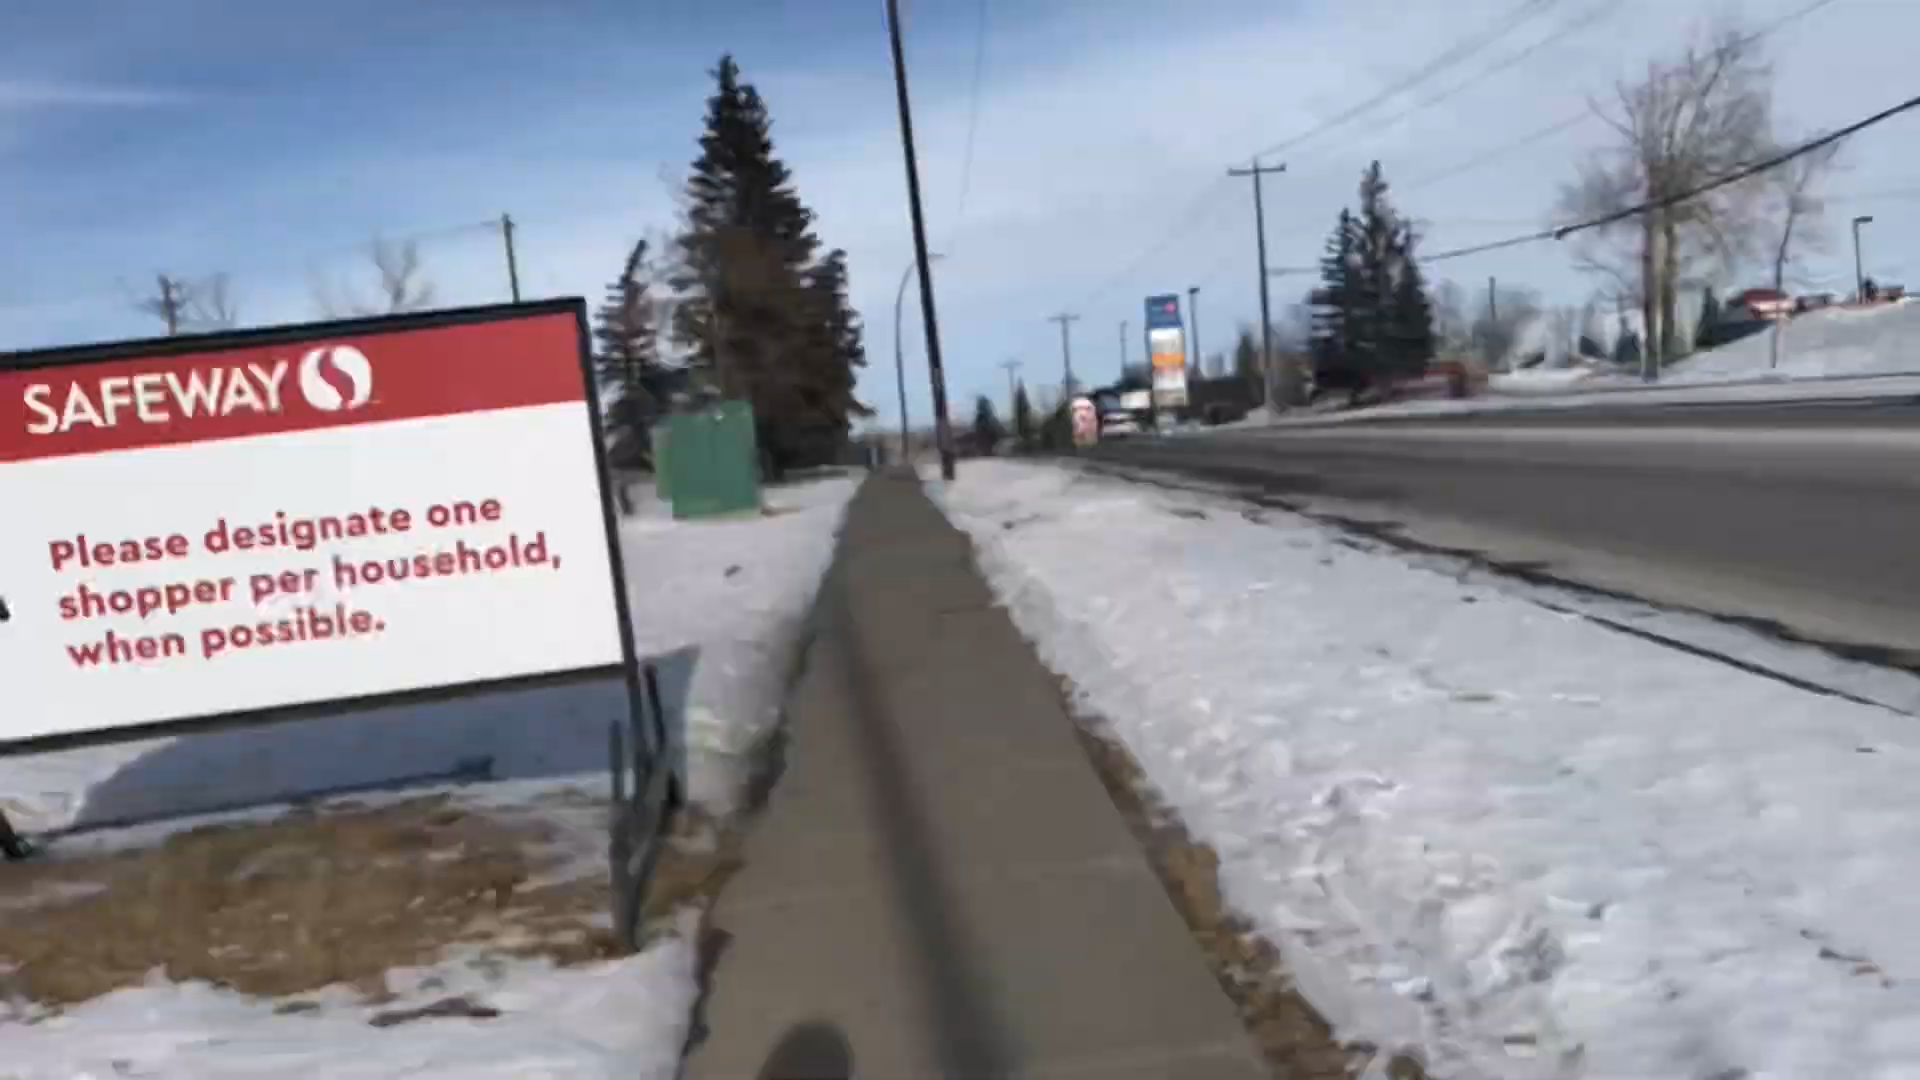 SAFEWAY
Please designate one
shopper per household,
when possible.